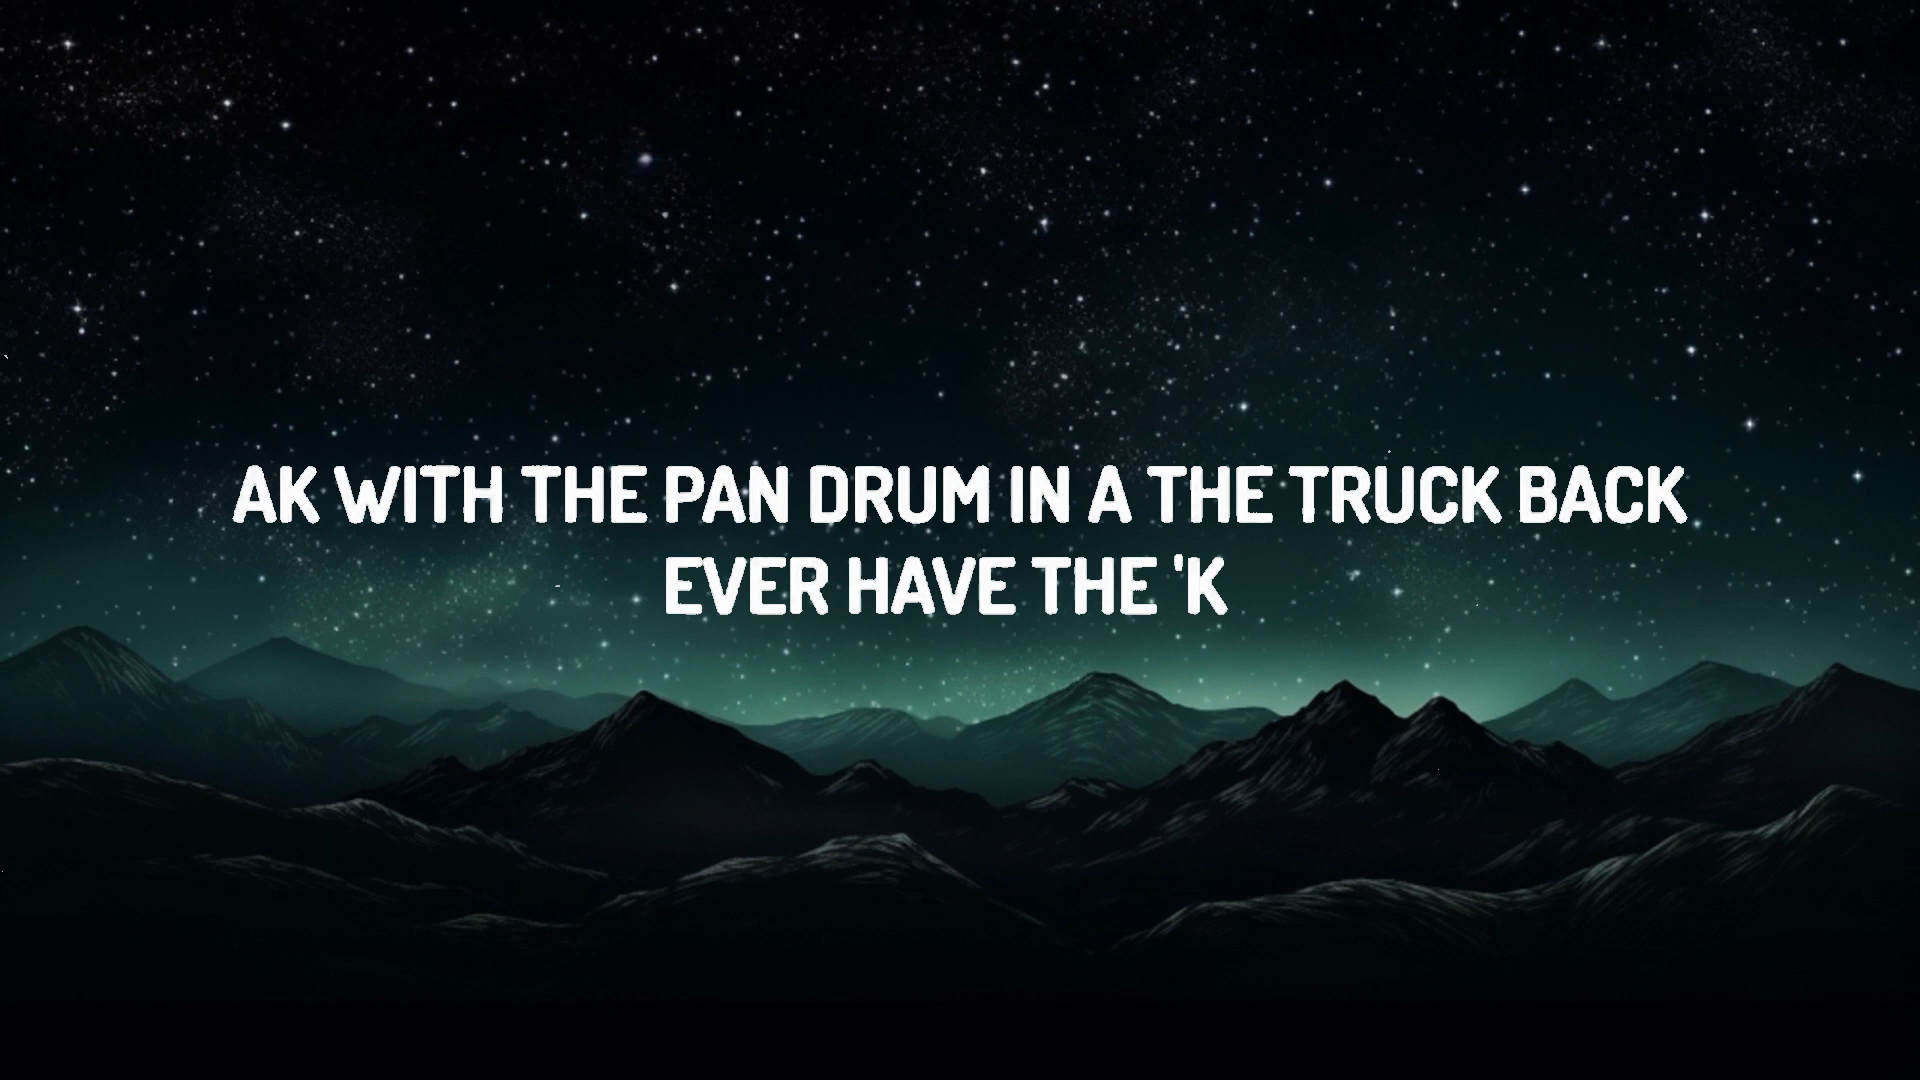 AK WITH THE PAN DRUM IN A THE TRUCK BACK
EVER HAVE THE 'K